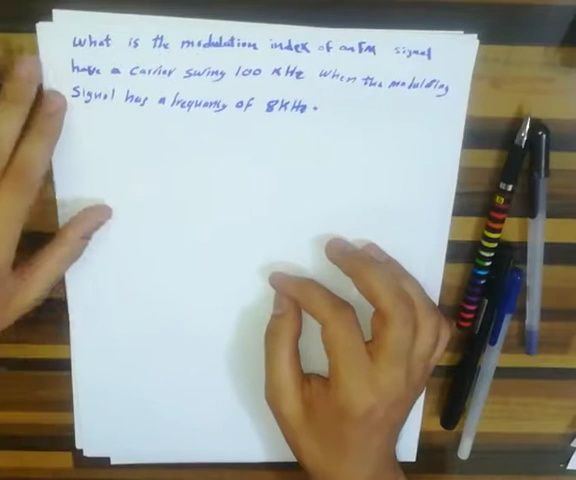 What is the modulation index of an FM signal
have a carrier swing 100 KHz when the modulating
Signal has a frequency of 8KHz.